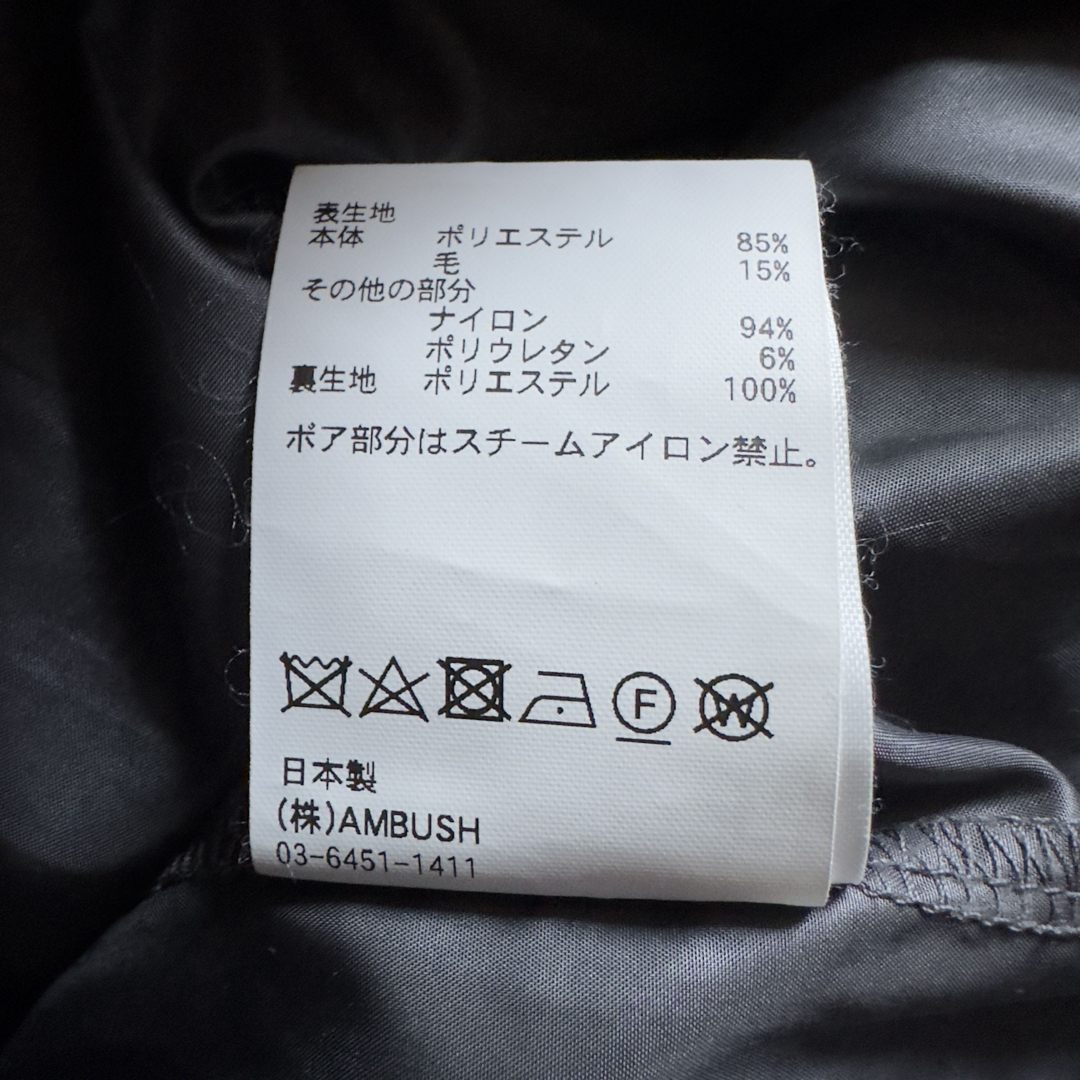 表生地
本体 ポリエステル 85%
毛 15%
その他の部分
ナイロン 94%
ポリウレタン 6%
裏生地 ポリエステル 100%
ボア部分はスチームアイロン禁止。
F W
日本製
(株)AMBUSH
03-6451-1411